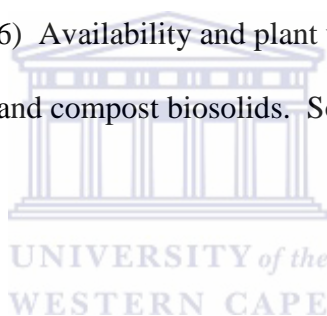 6) Availability and plant
and compost biosolids. S
UNIVERSITY of the
WESTERN CAPE